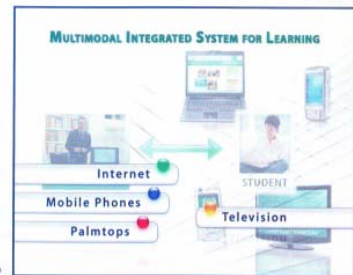 MULTIMODAL INTEGRATED SYSTEM FOR LEARNING
Internet
STUDENT
Mobile Phones
Television
Palmtops